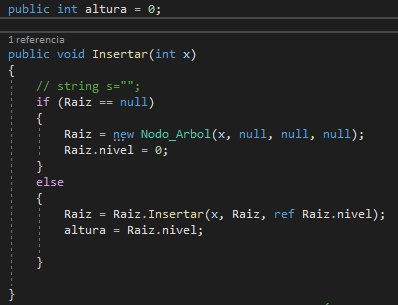 public int altura = 0;
1 referencia
public void Insertar(int x)
{
// string s="";
if (Raiz == null)
{
Raiz = new Nodo_Arbol(x, null, null, null);
Raiz.nivel = 0;
}
else
{
Raiz = Raiz.Insertar(x, Raiz, ref Raiz.nivel);
altura = Raiz.nivel;
}
}